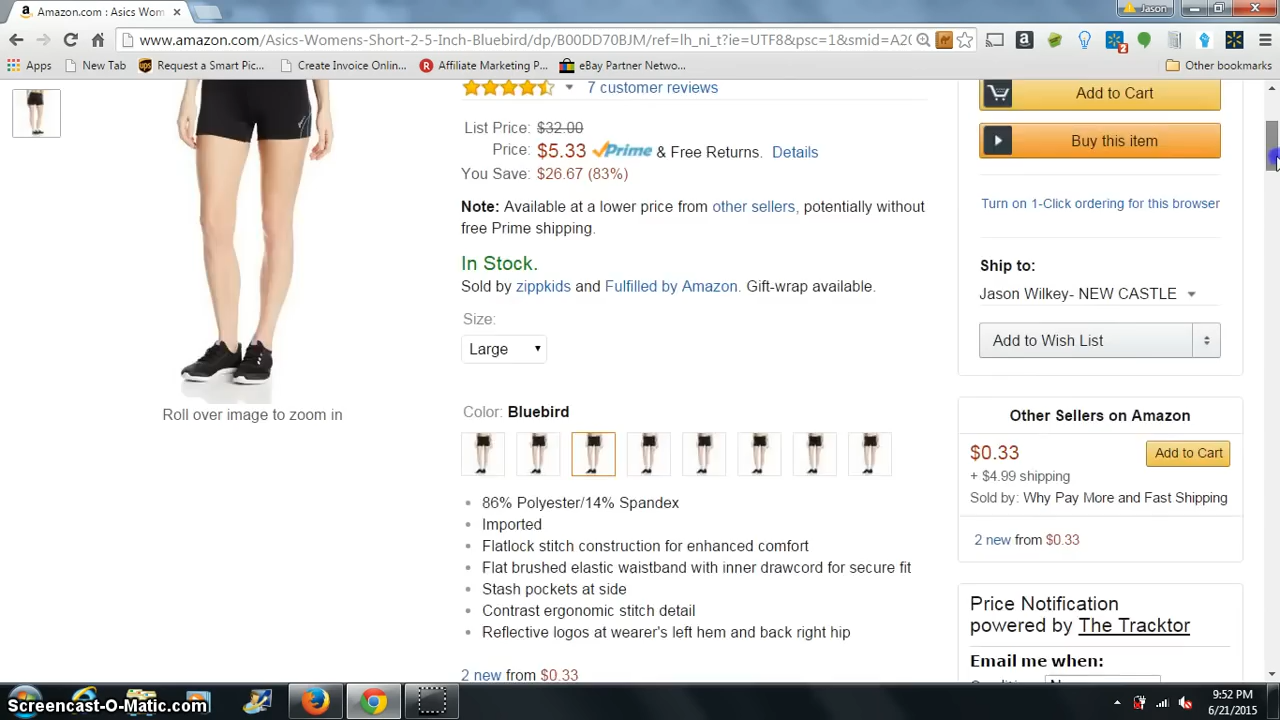 Amazon.com : Asics Wom
Jason
www.amazon.com/Asics-Womens-Short-2-5-Inch-Bluebird/dp/B00DD70BJM/ref=lh_ni_t?ie=UTF8&psc=1&smid=A2
Apps
New Tab
Request a Smart Pic...
Create Invoice Onlin...
Affiliate Marketing P...
eBay Partner Netwo...
Other bookmarks
7 customer reviews
List Price: $32.00
Price: $5.33 Prime & Free Returns. Details
You Save: $26.67 (83%)
Note: Available at a lower price from other sellers, potentially without
free Prime shipping.
In Stock.
Sold by zippkids and Fulfilled by Amazon. Gift-wrap available.
Size:
Large
Roll over image to zoom in
Color: Bluebird
86% Polyester/14% Spandex
Imported
Flatlock stitch construction for enhanced comfort
Flat brushed elastic waistband with inner drawcord for secure fit
Stash pockets at side
Contrast ergonomic stitch detail
Reflective logos at wearer's left hem and back right hip
2 new from $0.33
Add to Cart
Buy this item
Turn on 1-Click ordering for this browser
Ship to:
Jason Wilkey- NEW CASTLE
Add to Wish List
Other Sellers on Amazon
$0.33
Add to Cart
+ $4.99 shipping
Sold by: Why Pay More and Fast Shipping
2 new from $0.33
Price Notification
powered by The Tracktor
Email me when:
Screencast-O-Matic.com
9:52 PM
6/21/2015